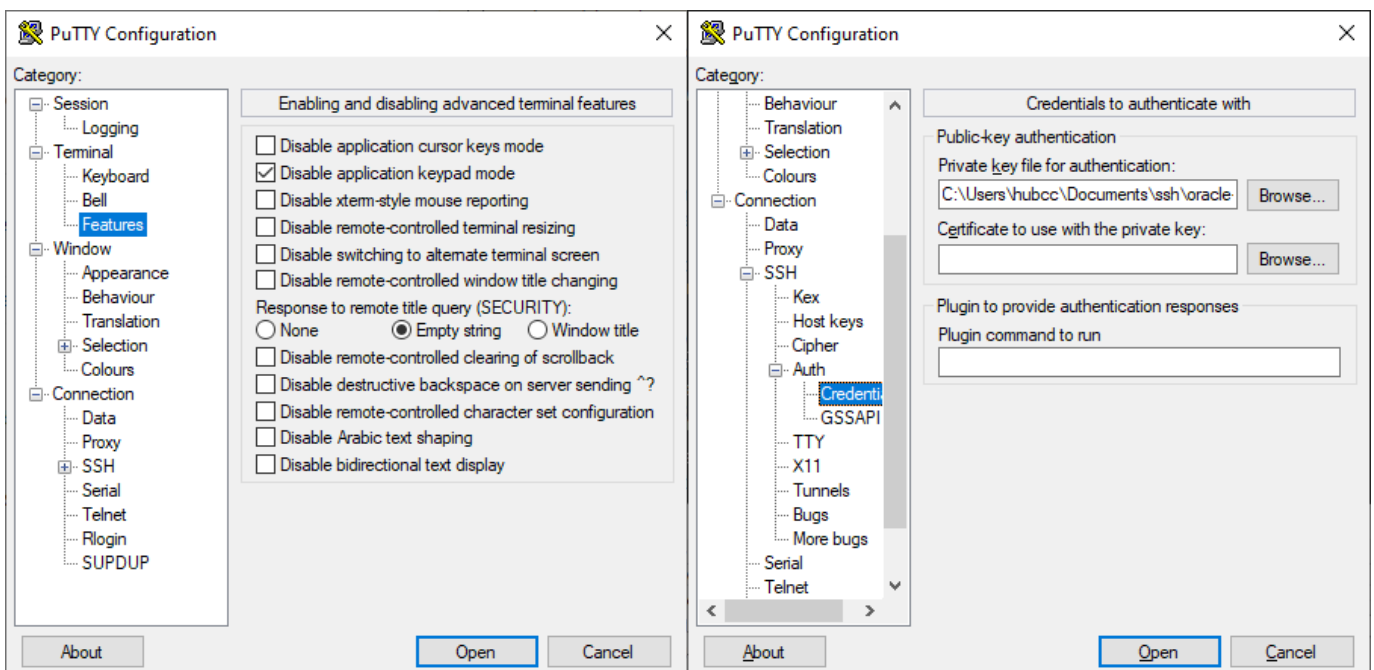 PuTTY Configuration
Category:
Session
Logging
Terminal
Keyboard
Bell
Features
Window
Appearance
Behaviour
Translation
Selection
Colours
Connection
Data
Proxy
SSH
Serial
Telnet
Rlogin
SUPDUP
Enabling and disabling advanced terminal features
Disable application cursor keys mode
Disable application keypad mode
Disable xterm-style mouse reporting
Disable remote-controlled terminal resizing
Disable switching to alternate terminal screen
Disable remote-controlled window title changing
Response to remote title query (SECURITY):
None Empty string Window title
Disable remote-controlled clearing of scrollback
Disable destructive backspace on server sending ^?
Disable remote-controlled character set configuration
Disable Arabic text shaping
Disable bidirectional text display
About Open Cancel
PuTTY Configuration
Category:
Behaviour
Translation
Selection
Colours
Connection
Data
Proxy
SSH
Kex
Host keys
Cipher
Auth
Credentia
GSSAPI
TTY
X11
Tunnels
Bugs
More bugs
Serial
Telnet
Credentials to authenticate with
Public-key authentication
Private key file for authentication:
C:\Users\hubcc\Documents\ssh\oracle- Browse...
Certificate to use with the private key:
Browse...
Plugin to provide authentication responses
Plugin command to run
About Open Cancel